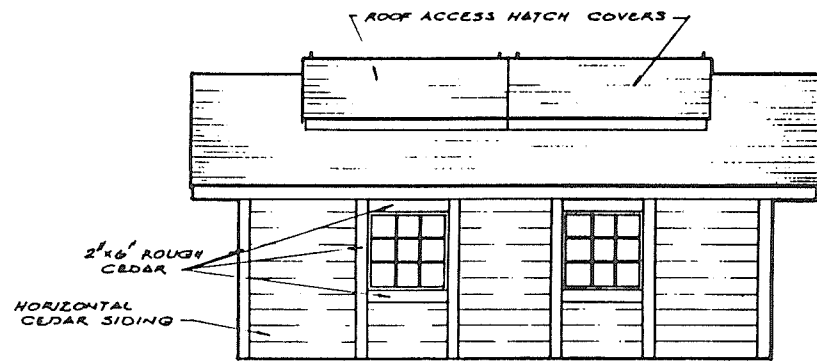 ROOF ACCESS HATCH COVERS
2"x6" ROUGH
CEDAR
HORIZONTAL
CEDAR SIDING